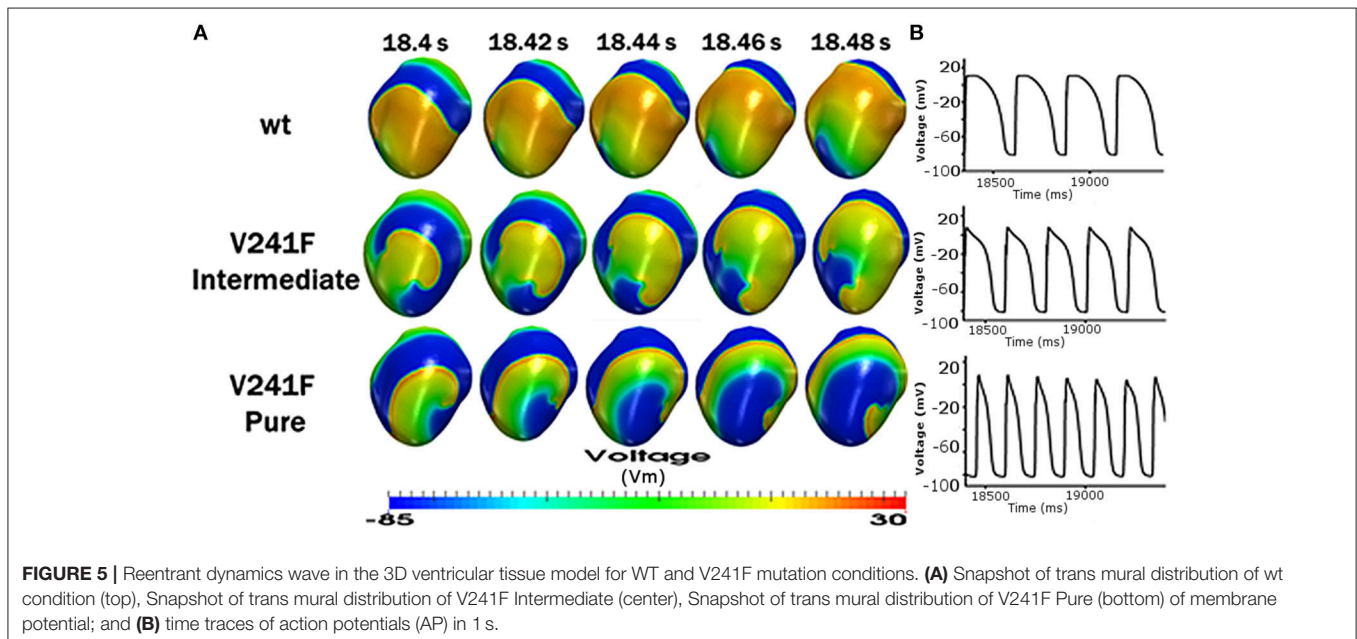 A
18.4 s 18.42 s 18.44 s 18.46 s 18.48 s
wt
V241F
Intermediate
V241F
Pure
Voltage
(Vm)
-85 30
B
20
-20
-60
-100
Voltage (mV)
18500 19000
Time (ms)
20
-20
-60
-100
Voltage (mV)
18500 19000
Time (ms)
20
-20
-60
-100
Voltage (mV)
18500 19000
Time (ms)
FIGURE 5 | Reentrant dynamics wave in the 3D ventricular tissue model for WT and V241F mutation conditions. (A) Snapshot of trans mural distribution of wt
condition (top), Snapshot of trans mural distribution of V241F Intermediate (center), Snapshot of trans mural distribution of V241F Pure (bottom) of membrane
potential; and (B) time traces of action potentials (AP) in 1 s.